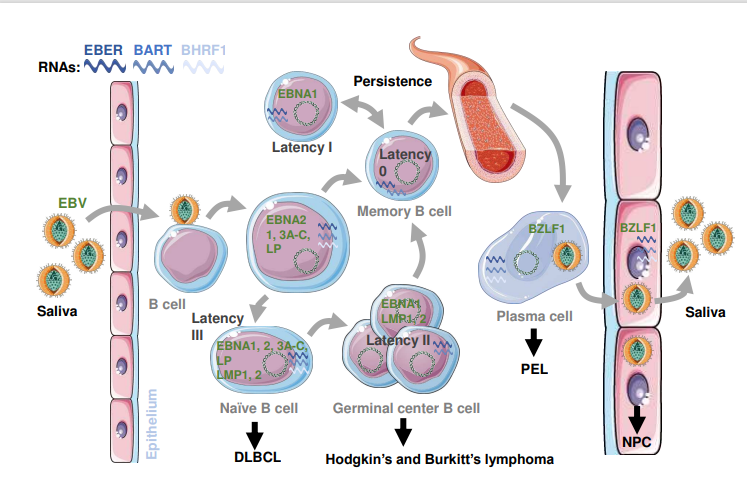 EBER BART BHRF1
RNAs:
Persistence
EBNA1
Latency I
Latency
0
Memory B cell
EBV
Saliva
B cell
EBNA2
1, 3A-C,
LP
Latency
III
EBNA1, 2, 3A-C,
LP
LMP1, 2
Naïve B cell
DLBCL
EBNA1
LMP1, 2
Latency II
Germinal center B cell
Hodgkin's and Burkitt's lymphoma
BZLF1
Plasma cell
PEL
BZLF1
Saliva
NPC
Epithelium